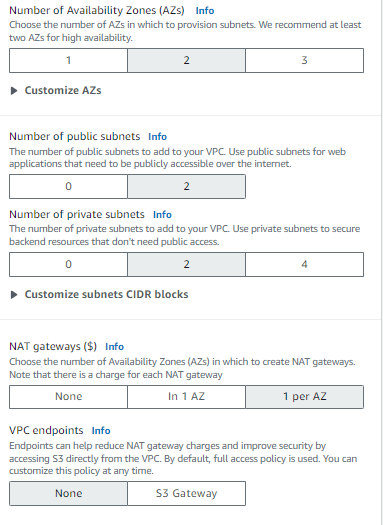 Number of Availability Zones (AZs) Info
Choose the number of AZs in which to provision subnets. We recommend at least
two AZs for high availability.
1 2 3
▶ Customize AZs
Number of public subnets Info
The number of public subnets to add to your VPC. Use public subnets for web
applications that need to be publicly accessible over the internet.
0 2
Number of private subnets Info
The number of private subnets to add to your VPC. Use private subnets to secure
backend resources that don't need public access.
0 2 4
▶ Customize subnets CIDR blocks
NAT gateways ($) Info
Choose the number of Availability Zones (AZs) in which to create NAT gateways.
Note that there is a charge for each NAT gateway
None In 1 AZ 1 per AZ
VPC endpoints Info
Endpoints can help reduce NAT gateway charges and improve security by
accessing S3 directly from the VPC. By default, full access policy is used. You can
customize this policy at any time.
None S3 Gateway